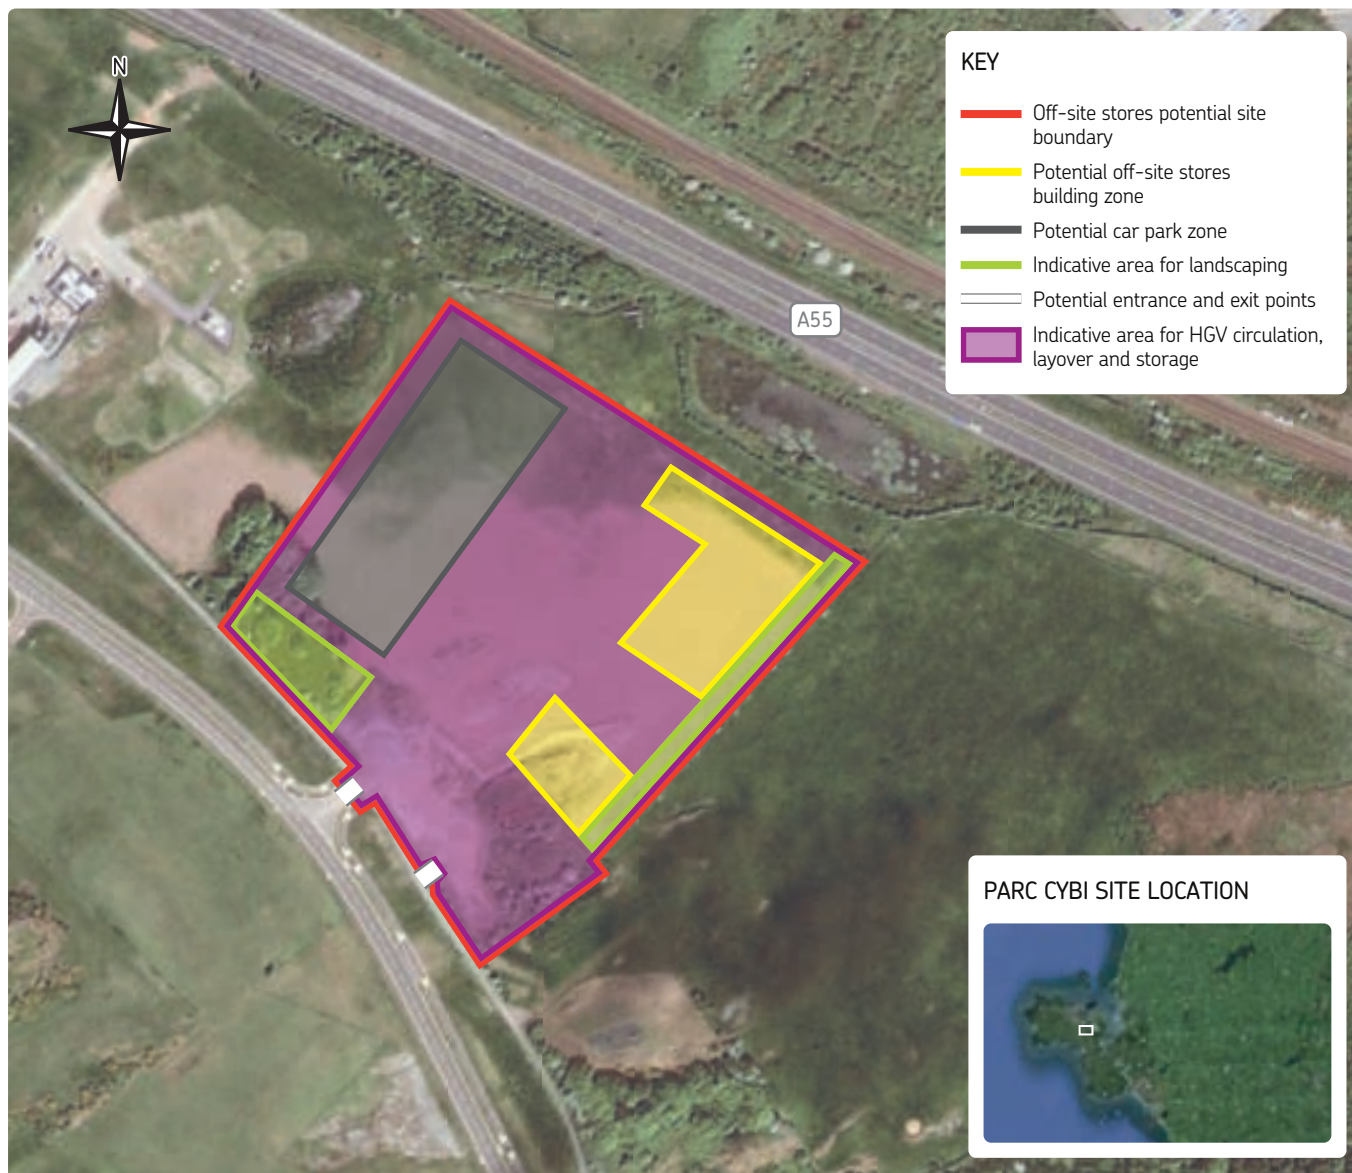 N
KEY
Off-site stores potential site
boundary
Potential off-site stores
building zone
Potential car park zone
Indicative area for landscaping
Potential entrance and exit points
Indicative area for HGV circulation,
layover and storage
A55
PARC CYBI SITE LOCATION